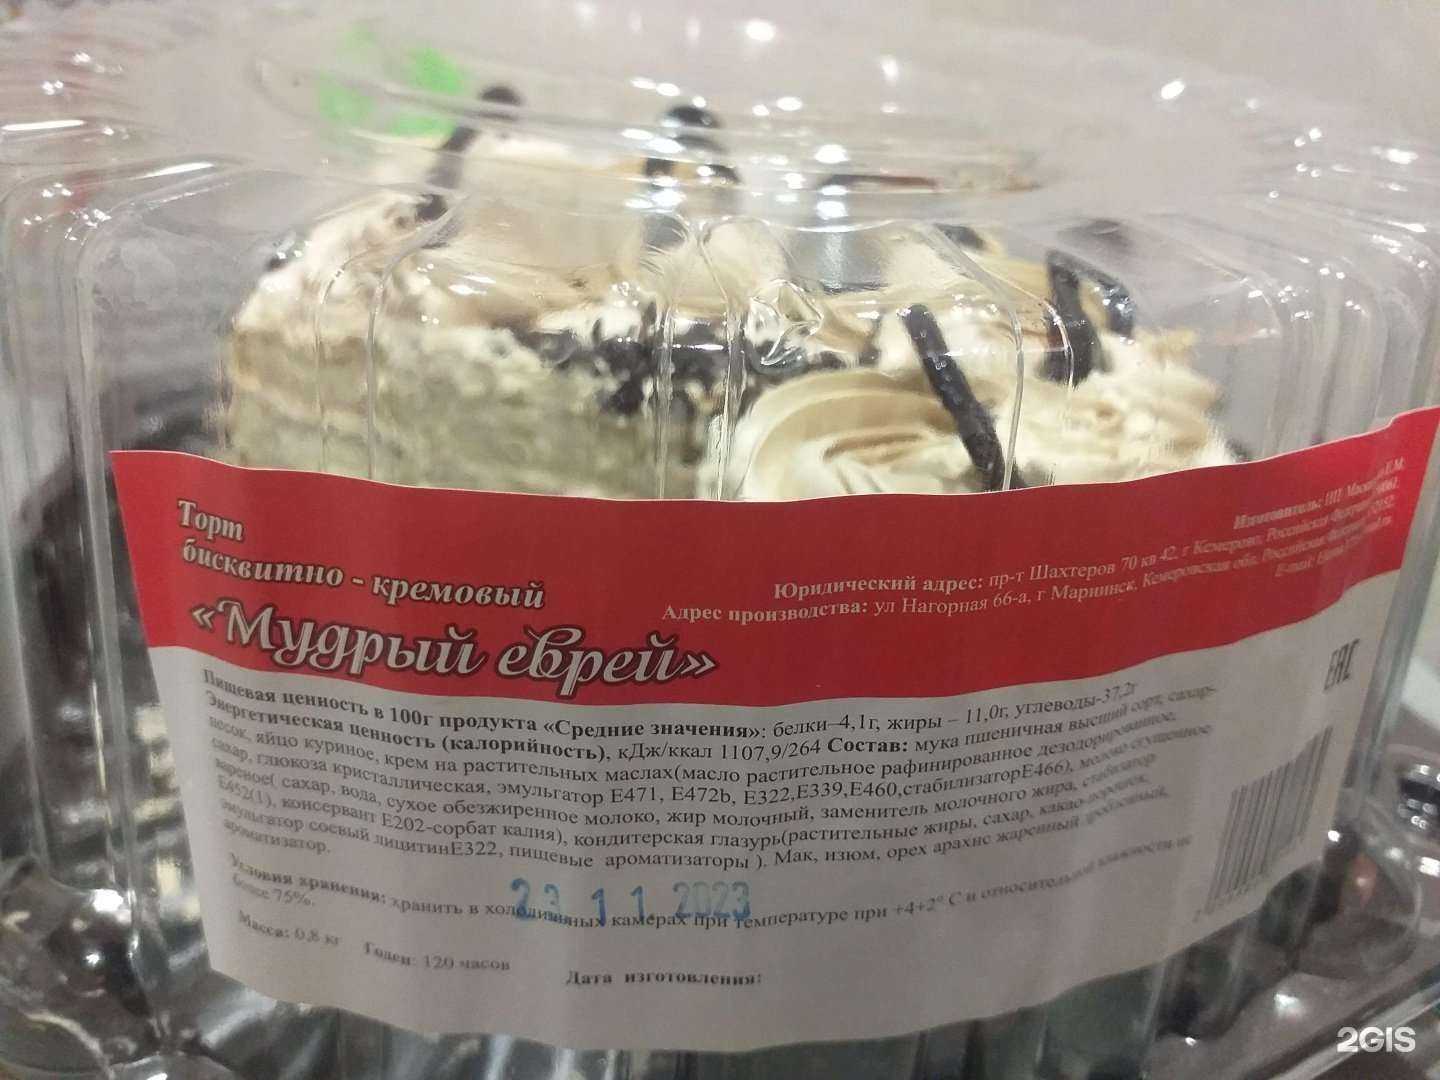 Торт
бисквитно - кремовый
«Мудрый еврей»
Изготовитель: ИП
Юридический адрес: пр-т Шахтеров 70 кв 42, г Кемерово, Российская
Адрес производства: ул Нагорная 66-а, г Мариинск, Кемеровская обл, Российская
E-mail:
Пищевая ценность в 100г продукта «Средние значения»: белки–4,1г, жиры – 11,0г, углеводы-37,2г
Энергетическая ценность (калорийность), кДж/ккал 1107,9/264 Состав: мука пшеничная высший сорт, сахар-
песок, яйцо куриное, крем на растительных маслах(масло растительное рафинированное дезодорированное,
сахар, глюкоза кристаллическая, эмульгатор Е471, Е472b, Е322,Е339,Е460,стабилизаторЕ466), молоко сгущенное
вареное( сахар, вода, сухое обезжиренное молоко, жир молочный, заменитель молочного жира, стабилизатор
Е452(1), консервант Е202-сорбат калия), кондитерская глазурь(растительные жиры, сахар, какао-порошок,
эмульгатор соевый лицитинЕ322, пищевые ароматизаторы ). Мак, изюм, орех арахис жаренный дробленый,
ароматизатор.
Условия хранения: хранить в холодильных камерах при температуре при +4+2° С и относительной влажности не
более 75%.
23 11 2023
Масса: 0,8 кг Годен: 120 часов
Дата изготовления:
EAC
2GIS